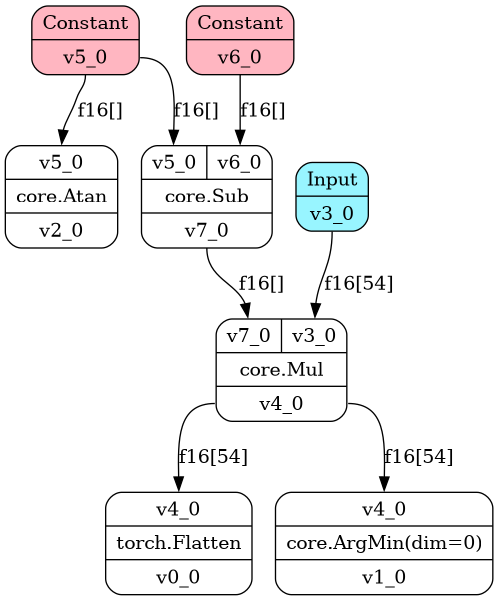 Constant
v5_0
Constant
v6_0
f16[]
f16[]
f16[]
v5_0
core.Atan
v2_0
v5_0 v6_0
core.Sub
v7_0
Input
v3_0
f16[]
f16[54]
v7_0 v3_0
core.Mul
v4_0
f16[54]
f16[54]
v4_0
torch.Flatten
v0_0
v4_0
core.ArgMin(dim=0)
v1_0